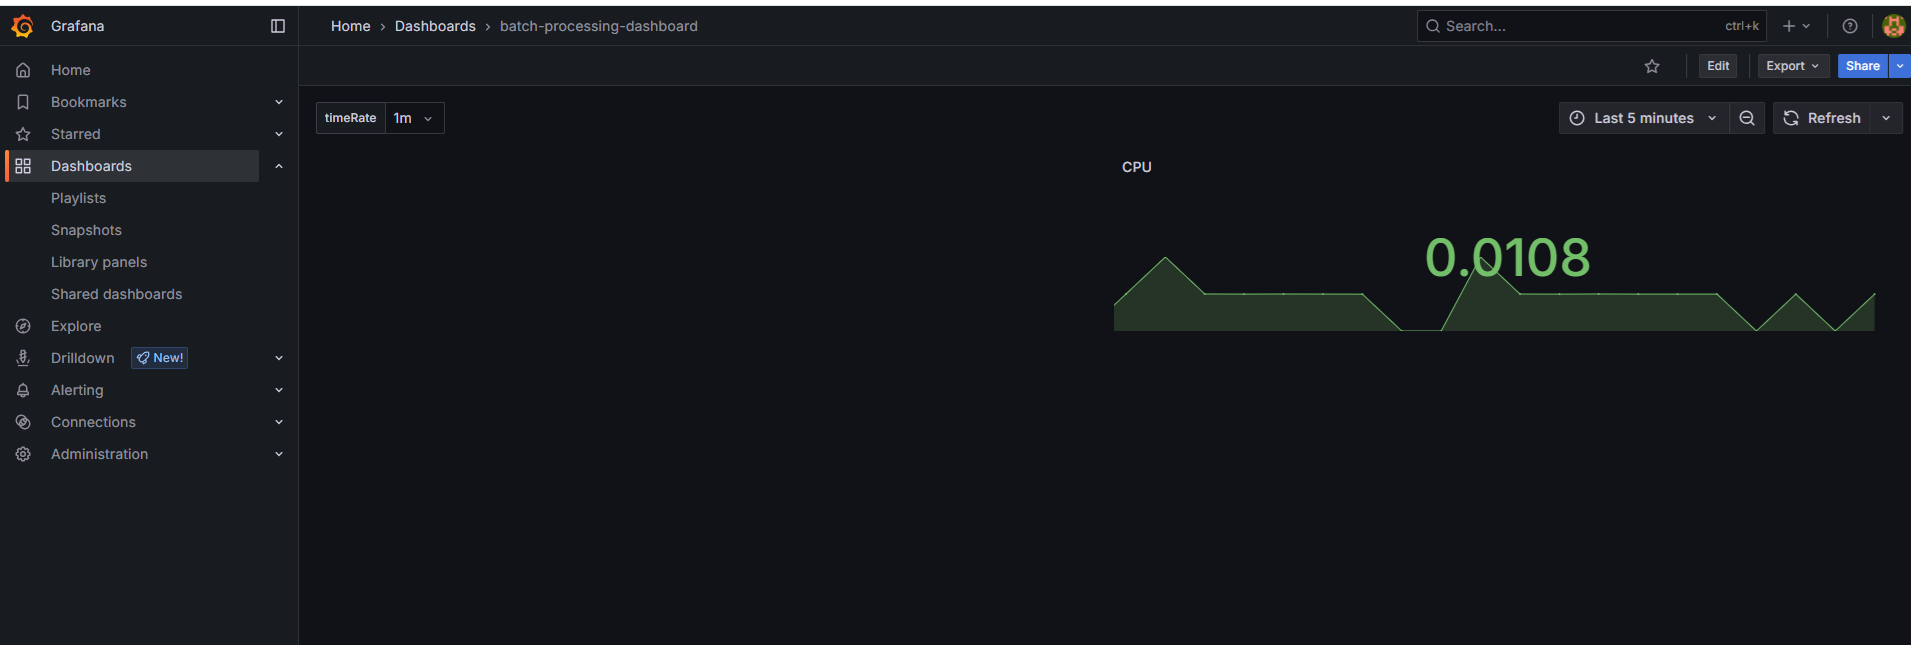 Grafana
Home › Dashboards › batch-processing-dashboard
Search... ctrl+k
Home
Bookmarks
Starred
Dashboards
Playlists
Snapshots
Library panels
Shared dashboards
Explore
Drilldown New!
Alerting
Connections
Administration
Edit Export Share
timeRate 1m
Last 5 minutes Refresh
CPU
0.0108